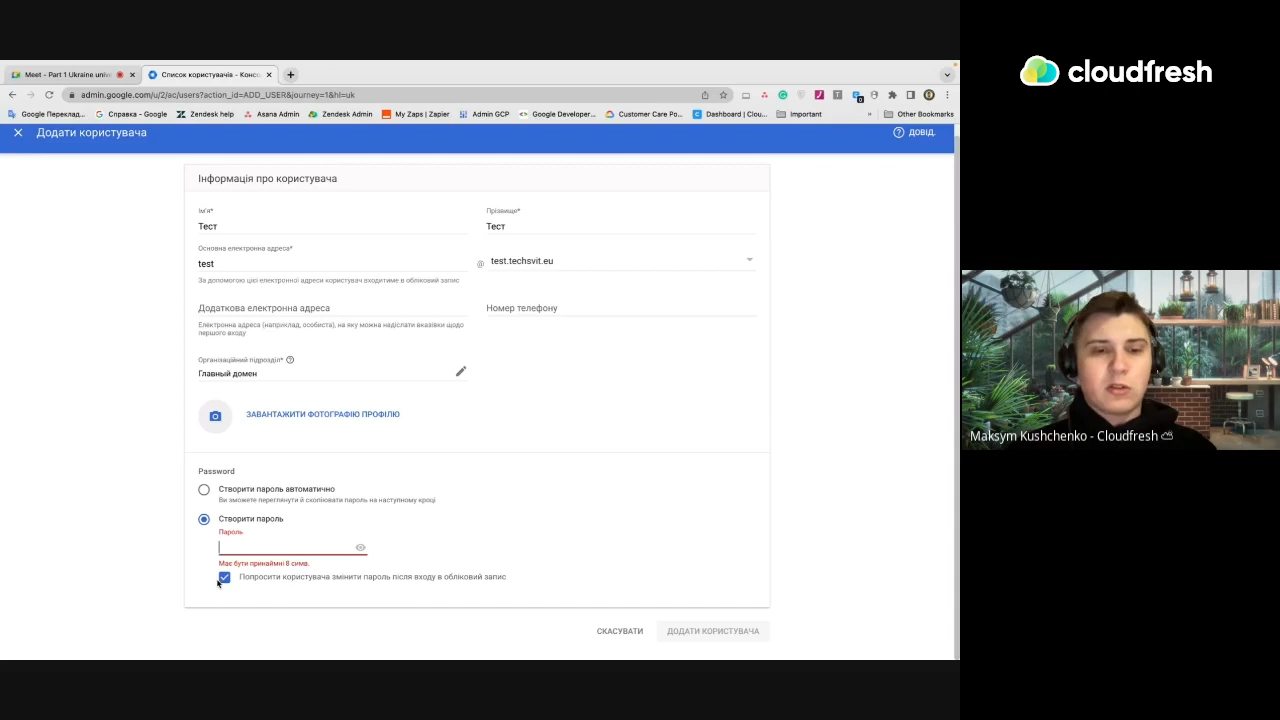 cloudfresh
Meet - Part 1 Ukraine univ
Список користувачів - Конс
admin.google.com/u/2/ac/users?action_id=ADD_USER&journey=1&hl=uk
Google Переклад...
Справка - Google
Zendesk help
Asana Admin
Zendesk Admin
My Zaps | Zapier
Admin GCP
Google Developer...
Customer Care Po...
Dashboard | Clou...
Important
»
Other Bookmarks
Додати користувача
ДОВІД.
Інформація про користувача
Ім'я*
Прізвище*
Тест
Тест
Основна електронна адреса*
test
@
test.techsvit.eu
За допомогою цієї електронної адреси користувач входитиме в обліковий запис
Додаткова електронна адреса
Номер телефону
Електронна адреса (наприклад, особиста), на яку можна надіслати вказівки щодо
першого входу
Організаційний підрозділ*
Главный домен
ЗАВАНТАЖИТИ ФОТОГРАФІЮ ПРОФІЛЮ
Password
Створити пароль автоматично
Ви зможете переглянути й скопіювати пароль на наступному кроці
Створити пароль
Пароль
Має бути принаймні 8 симв.
Попросити користувача змінити пароль після входу в обліковий запис
СКАСУВАТИ
ДОДАТИ КОРИСТУВАЧА
Maksym Kushchenko - Cloudfresh